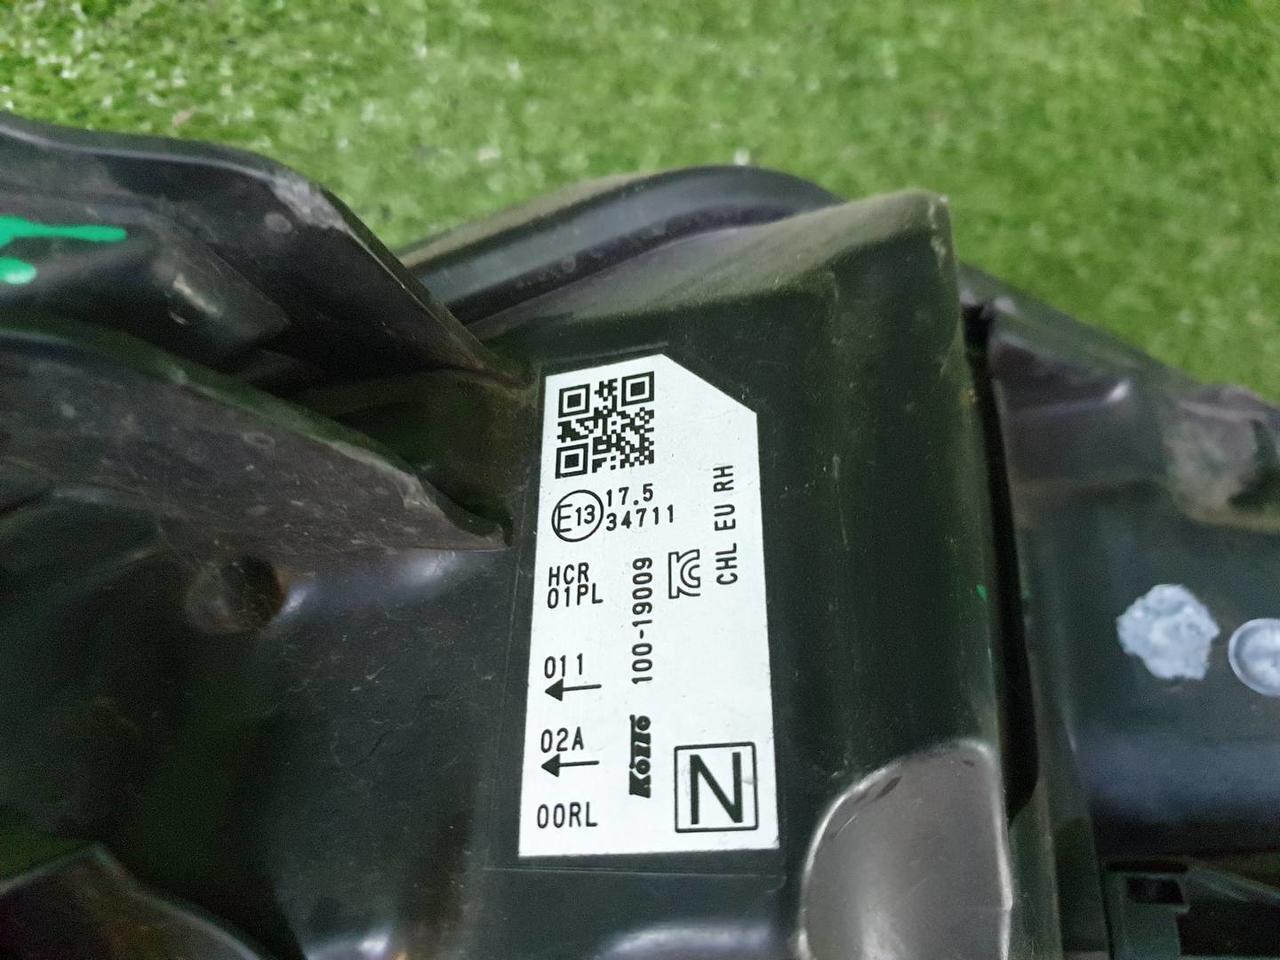 E13
17.5
34711
HCR
01PL
011
02A
00RL
Koito 100-19009
CHL EU RH
N